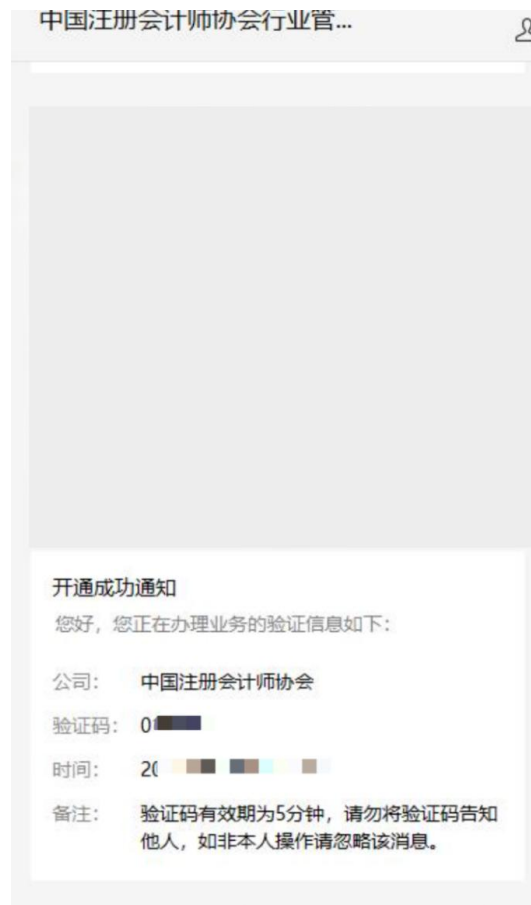 中国注册会计师协会行业管...
开通成功通知
您好，您正在办理业务的验证信息如下：
公司： 中国注册会计师协会
验证码： 0
时间： 20
备注： 验证码有效期为5分钟，请勿将验证码告知
他人，如非本人操作请忽略该消息。